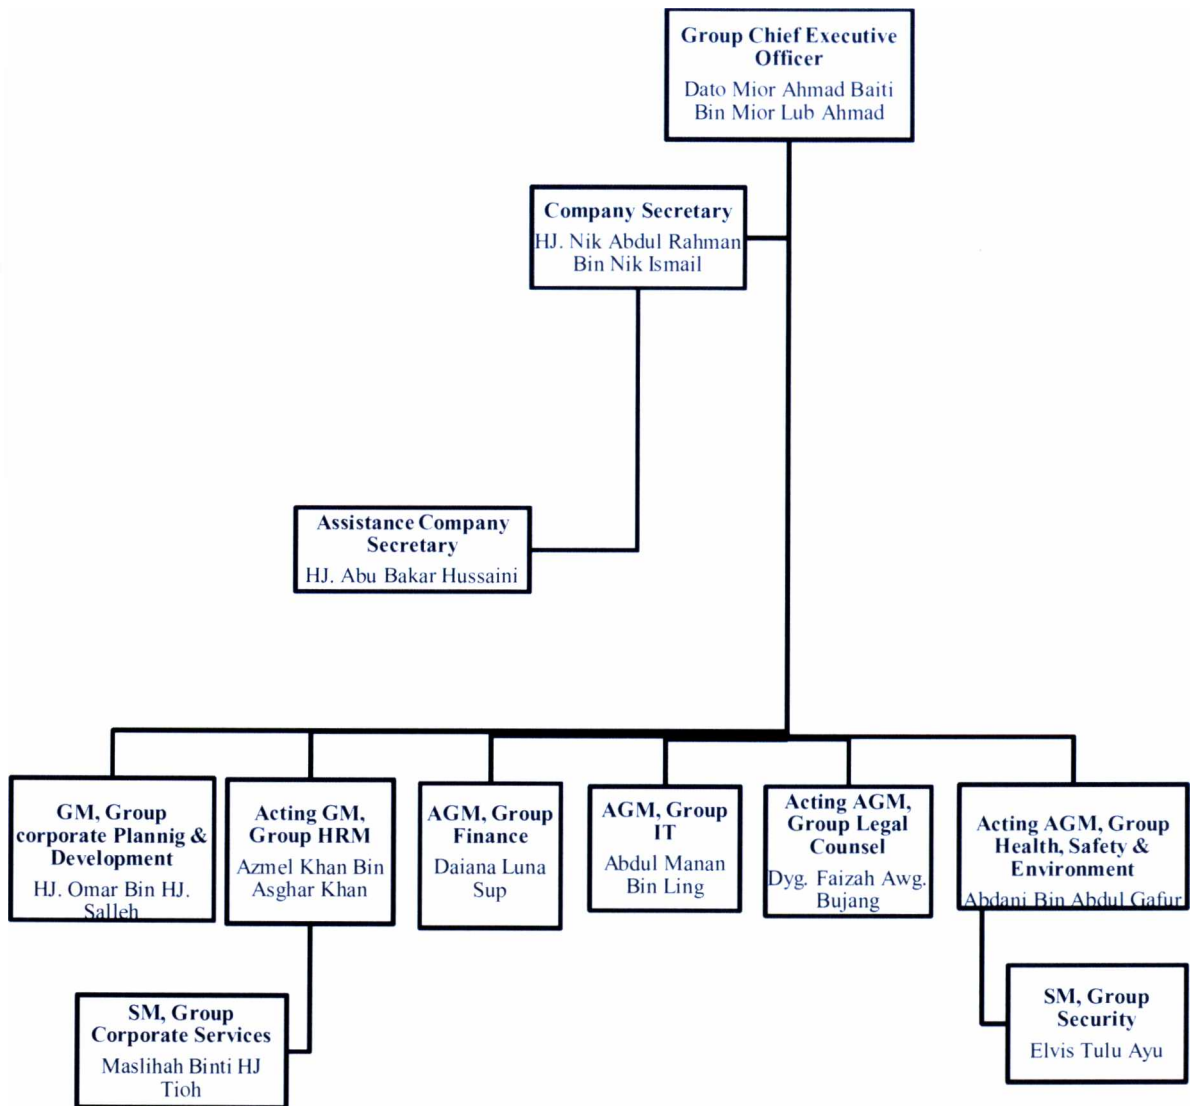 Group Chief Executive
Officer
Dato Mior Ahmad Baiti
Bin Mior Lub Ahmad
Company Secretary
HJ. Nik Abdul Rahman
Bin Nik Ismail
Assistance Company
Secretary
HJ. Abu Bakar Hussaini
GM, Group
corporate Plannig &
Development
HJ. Omar Bin HJ.
Salleh
Acting GM,
Group HRM
Azmel Khan Bin
Asghar Khan
AGM, Group
Finance
Daiana Luna
Sup
AGM, Group
IT
Abdul Manan
Bin Ling
Acting AGM,
Group Legal
Counsel
Dyg. Faizah Awg.
Bujang
Acting AGM, Group
Health, Safety &
Environment
Abdani Bin Abdul Gafur
SM, Group
Corporate Services
Maslihah Binti HJ
Tioh
SM, Group
Security
Elvis Tulu Ayu